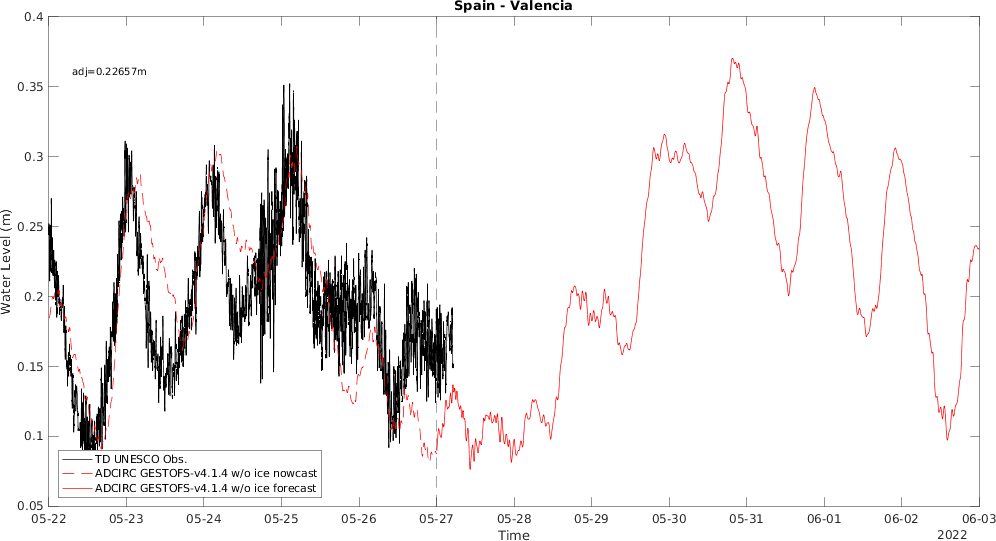 Spain - Valencia
adj=0.22657m
Water Level (m)
0.4
0.35
0.3
0.25
0.2
0.15
0.1
0.05
TD UNESCO Obs.
ADCIRC GESTOFS-v4.1.4 w/o ice nowcast
ADCIRC GESTOFS-v4.1.4 w/o ice forecast
05-22 05-23 05-24 05-25 05-26 05-27 05-28 05-29 05-30 05-31 06-01 06-02 06-03
Time
2022